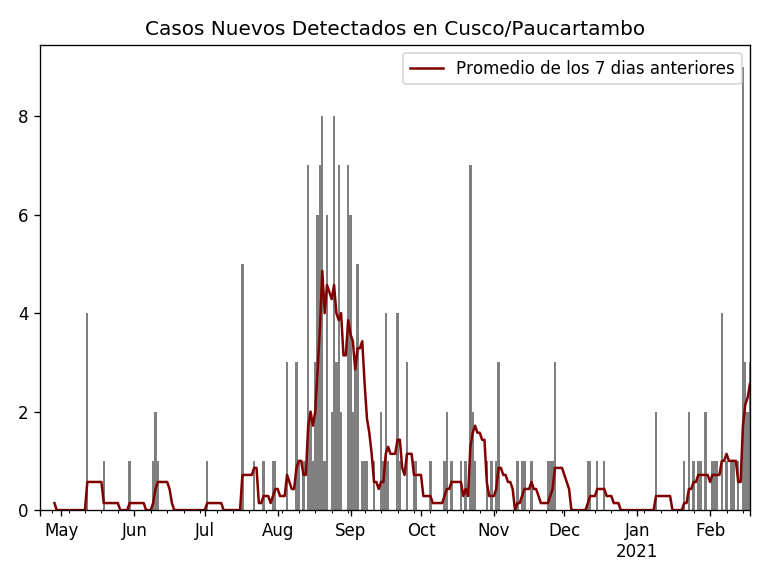 Casos Nuevos Detectados en Cusco/Paucartambo
Promedio de los 7 dias anteriores
8
6
4
2
0
May Jun Jul Aug Sep Oct Nov Dec Jan Feb
2021